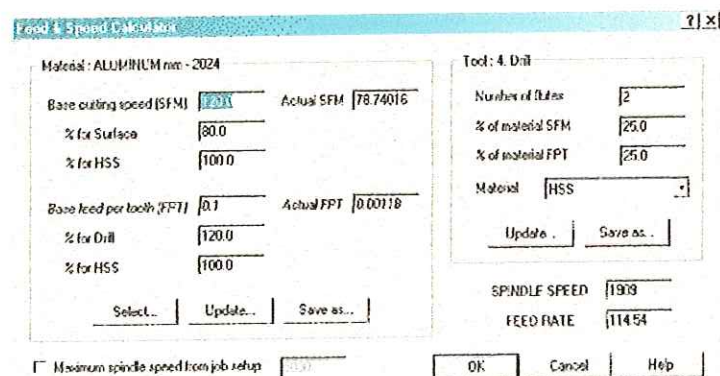 Feed & Speed Calculator
Material : ALUMINUM mm - 2024
Base cutting speed (SFM) 120.0 Actual SFM 78.74016
% for Surface 80.0
% for HSS 100.0
Base feed per tooth (FPT) 0.1 Actual FPT 0.00118
% for Drill 120.0
% for HSS 100.0
Select... Update... Save as...
Tool : 4. Drill
Number of flutes 2
% of material SFM 25.0
% of material FPT 25.0
Material HSS
Update... Save as...
SPINDLE SPEED 1909
FEED RATE 114.54
Maximum spindle speed from job setup
OK Cancel Help